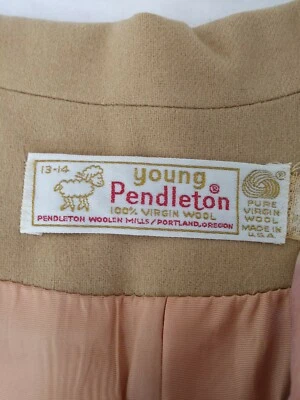 13-14
young
Pendleton®
100% VIRGIN WOOL
PENDLETON WOOLEN MILLS / PORTLAND, OREGON
®
PURE
VIRGIN
WOOL
MADE IN
U.S.A.